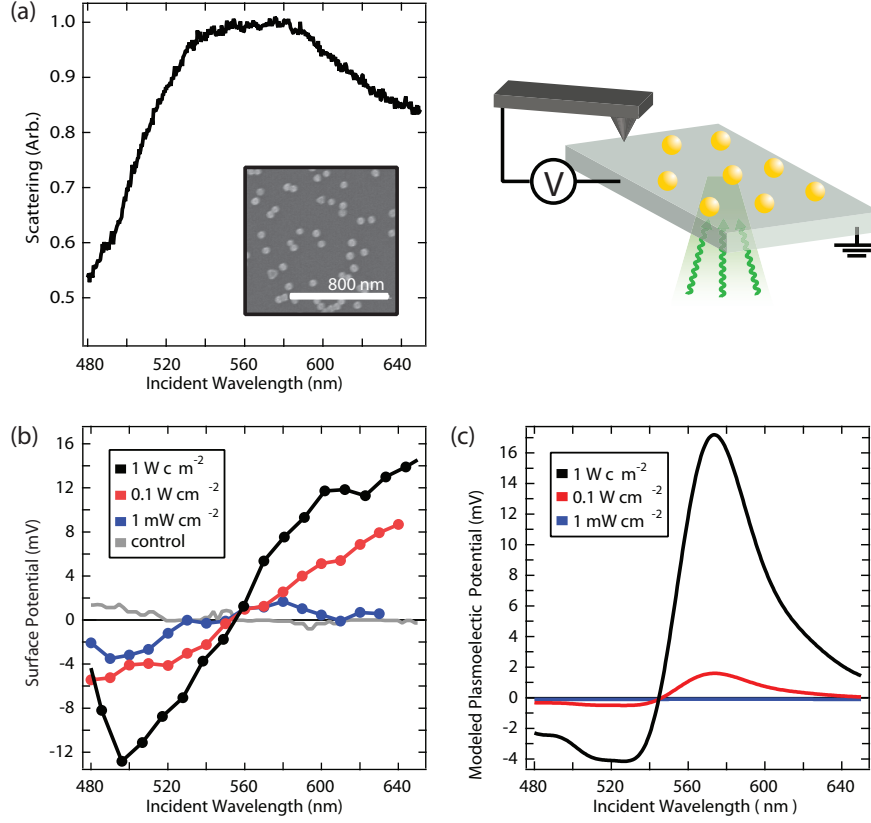 (a)
1.0
0.9
0.8
0.7
0.6
0.5
Scattering (Arb.)
800 nm
480 520 560 600 640
Incident Wavelength (nm)
V
(b)
16
12
8
4
0
-4
-8
-12
Surface Potential (mV)
1 W c m-2
0.1 W cm -2
1 mW cm -2
control
480 520 560 600 640
Incident Wavelength (nm)
(c)
16
14
12
10
8
6
4
2
0
-2
-4
Modeled Plasmoelectic Potential (mV)
1 W c m-2
0.1 W cm -2
1 mW cm -2
480 520 560 600 640
Incident Wavelength ( nm )